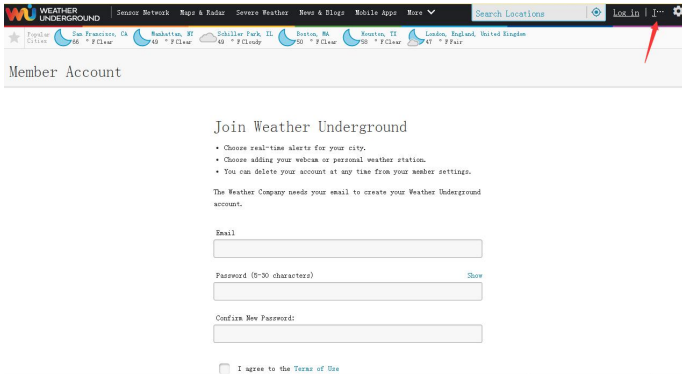 WEATHER
UNDERGROUND
Sensor Network Maps & Radar Severe Weather News & Blogs Mobile Apps More Search Locations Log in | J…
Popular
Cities
San Francisco, CA
66 ° F Clear
Manhattan, NY
49 ° F Clear
Schiller Park, IL
49 ° F Cloudy
Boston, MA
50 ° F Clear
Houston, TX
58 ° F Clear
London, England, United Kingdom
47 ° F Fair
Member Account
Join Weather Underground
• Choose real-time alerts for your city.
• Choose adding your webcam or personal weather station.
• You can delete your account at any time from your member settings.
The Weather Company needs your email to create your Weather Underground
account.
Email
Password (5-30 characters) Show
Confirm New Password:
I agree to the Terms of Use